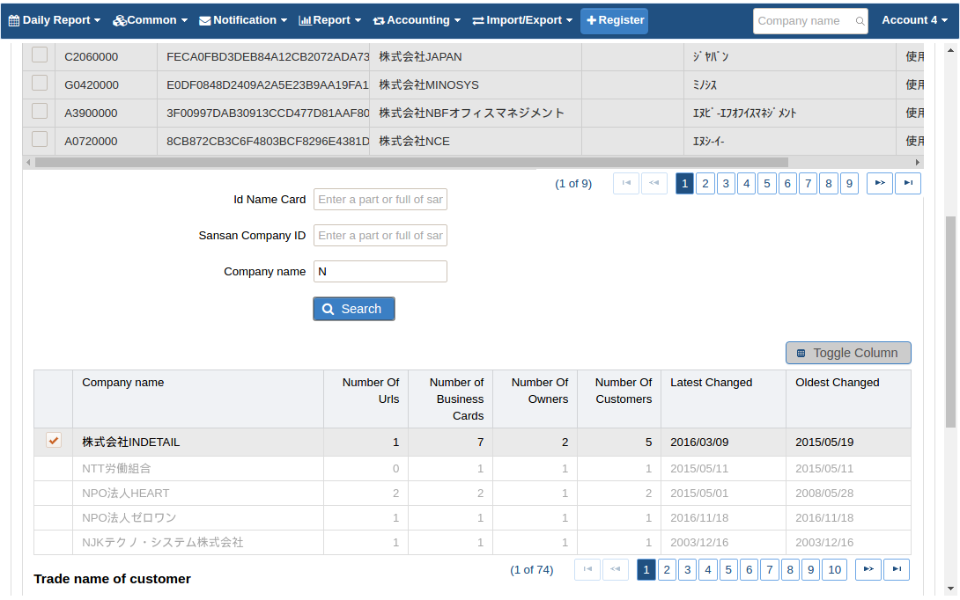 Daily Report Common Notification Report Accounting Import/Export Register Company name Account 4
C2060000 FECA0FBD3DEB84A12CB2072ADA73 株式会社JAPAN ｼﾞﾔﾊﾟﾝ 使用
G0420000 E0DF0848D2409A2A5E23B9AA19FA1 株式会社MINOSYS ﾐﾉｼｽ 使用
A3900000 3F00997DAB30913CCD477D81AAF80 株式会社NBFオフィスマネジメント ｴﾇﾋﾞ-ｴﾌｵﾌｲｽﾏﾈｼﾞﾒﾝﾄ 使用
A0720000 8CB872CB3C6F4803BCF8296E4381D 株式会社NCE ｴﾇｼ-ｲ- 使用
(1 of 9) 1 2 3 4 5 6 7 8 9
Id Name Card Enter a part or full of sar
Sansan Company ID Enter a part or full of sar
Company name N
Search
Toggle Column
Company name Number Of Urls Number of Business Cards Number Of Owners Number Of Customers Latest Changed Oldest Changed
株式会社INDETAIL 1 7 2 5 2016/03/09 2015/05/19
NTT労働組合 0 1 1 1 2015/05/11 2015/05/11
NPO法人HEART 2 2 1 2 2015/05/01 2008/05/28
NPO法人ゼロワン 1 1 1 1 2016/11/18 2016/11/18
NJKテクノ・システム株式会社 1 1 1 1 2003/12/16 2003/12/16
(1 of 74) 1 2 3 4 5 6 7 8 9 10
Trade name of customer